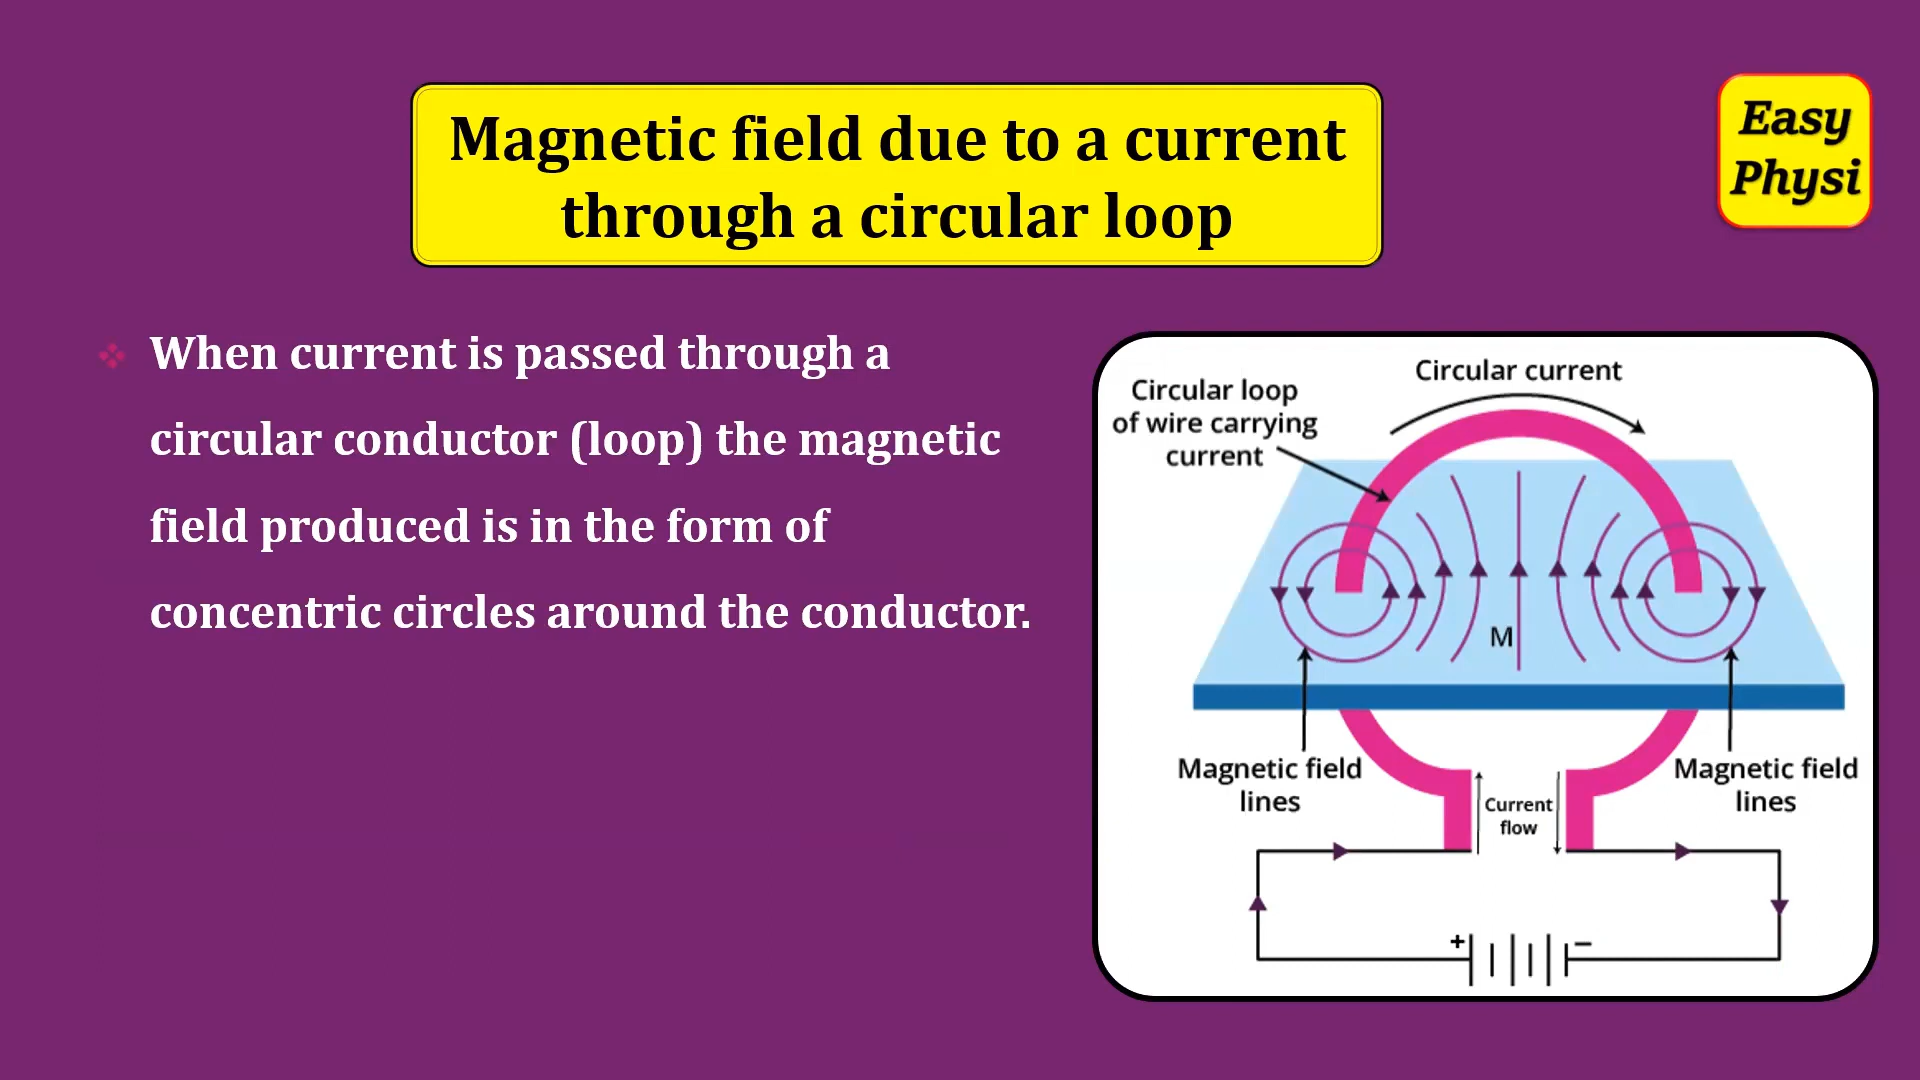 Magnetic field due to a current
through a circular loop
Easy
Physi
When current is passed through a
circular conductor (loop) the magnetic
field produced is in the form of
concentric circles around the conductor.
Circular current
Circular loop
of wire carrying
current
M
Magnetic field
lines
Magnetic field
lines
Current
flow
+
−